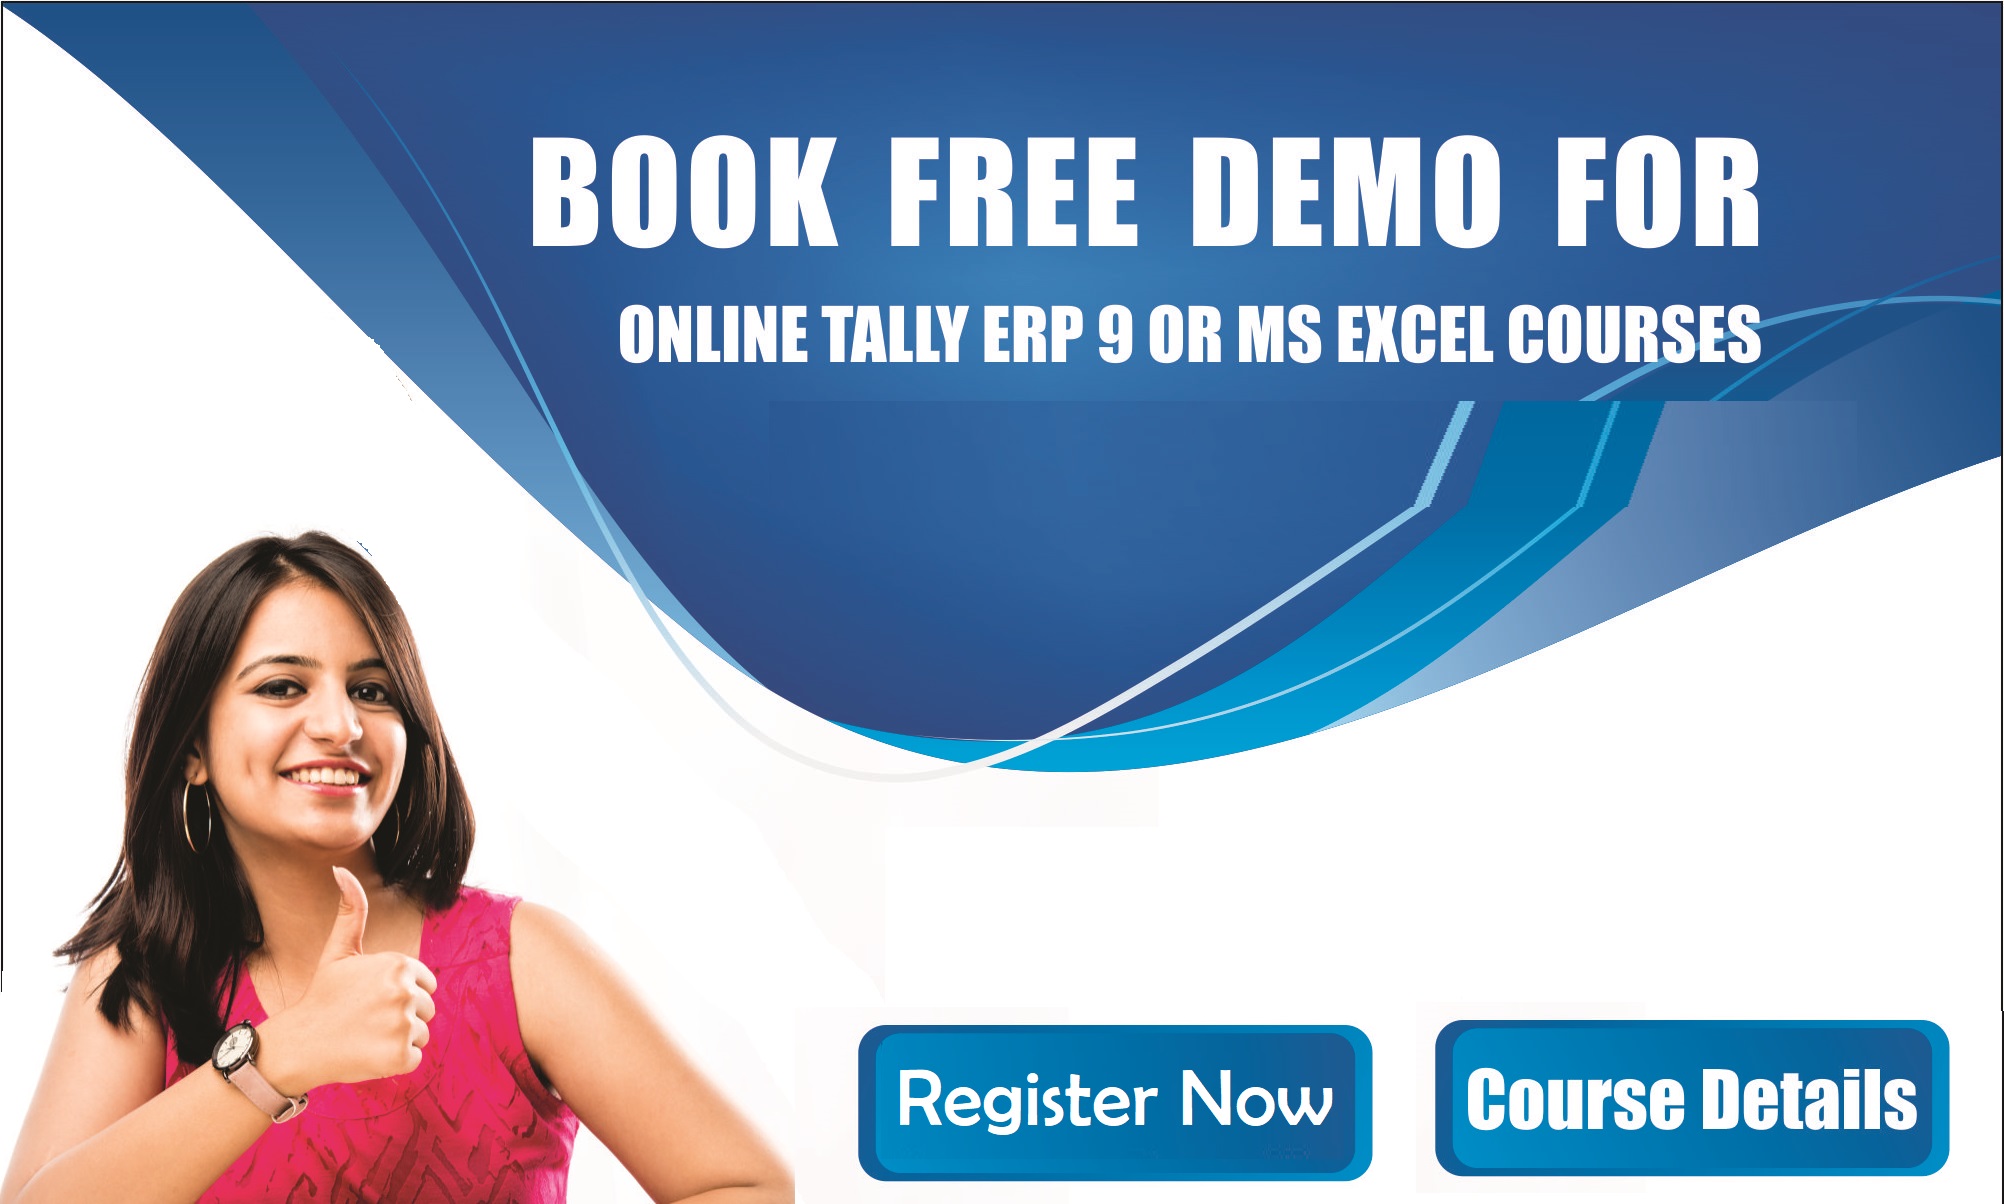 BOOK FREE DEMO FOR
ONLINE TALLY ERP 9 OR MS EXCEL COURSES
Register Now
Course Details